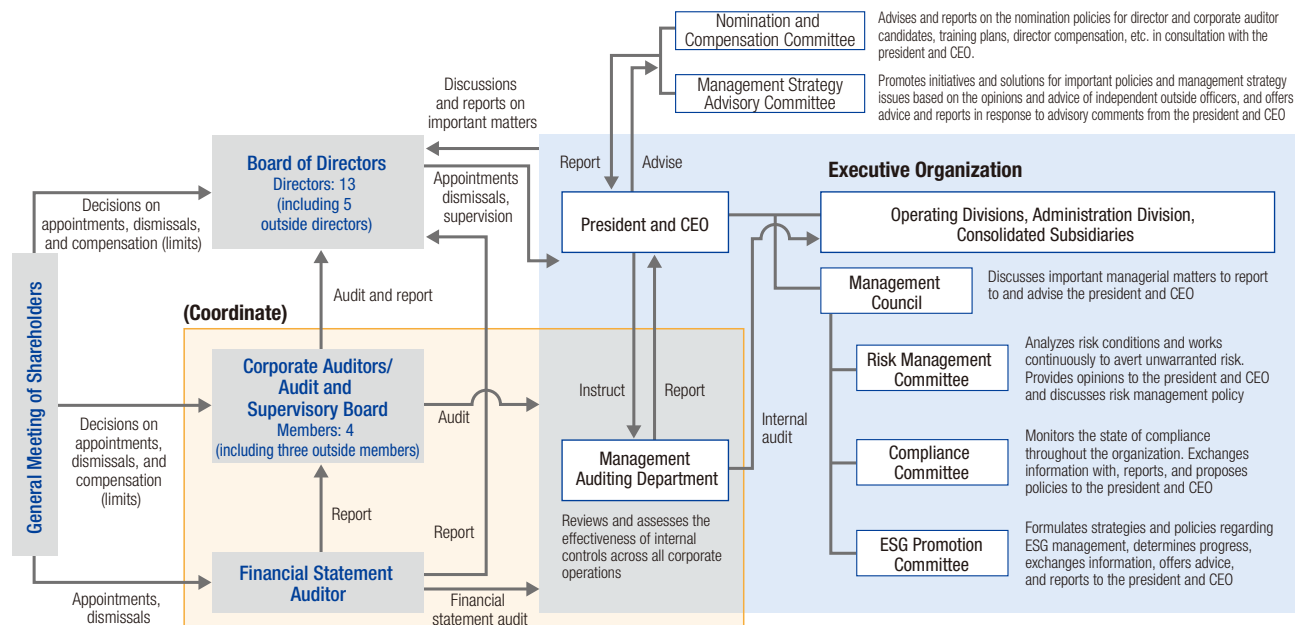 Nomination and
Compensation Committee
Advises and reports on the nomination policies for director and corporate auditor
candidates, training plans, director compensation, etc. in consultation with the
president and CEO.
Management Strategy
Advisory Committee
Promotes initiatives and solutions for important policies and management strategy
issues based on the opinions and advice of independent outside officers, and offers
advice and reports in response to advisory comments from the president and CEO
Discussions
and reports on
important matters
Report
Advise
Board of Directors
Directors: 13
(including 5
outside directors)
Appointments
dismissals,
supervision
Executive Organization
President and CEO
Operating Divisions, Administration Division,
Consolidated Subsidiaries
Decisions on
appointments, dismissals,
and compensation (limits)
General Meeting of Shareholders
Audit and report
Management
Council
Discusses important managerial matters to report
to and advise the president and CEO
(Coordinate)
Corporate Auditors/
Audit and
Supervisory Board
Members: 4
(including three outside members)
Audit
Instruct
Report
Internal
audit
Risk Management
Committee
Analyzes risk conditions and works
continuously to avert unwarranted risk.
Provides opinions to the president and CEO
and discusses risk management policy
Decisions on
appointments,
dismissals, and
compensation
(limits)
Management
Auditing Department
Compliance
Committee
Monitors the state of compliance
throughout the organization. Exchanges
information with, reports, and proposes
policies to the president and CEO
Report
Report
Reviews and assesses the
effectiveness of internal
controls across all corporate
operations
ESG Promotion
Committee
Formulates strategies and policies regarding
ESG management, determines progress,
exchanges information, offers advice,
and reports to the president and CEO
Financial Statement
Auditor
Appointments,
dismissals
Financial
statement audit